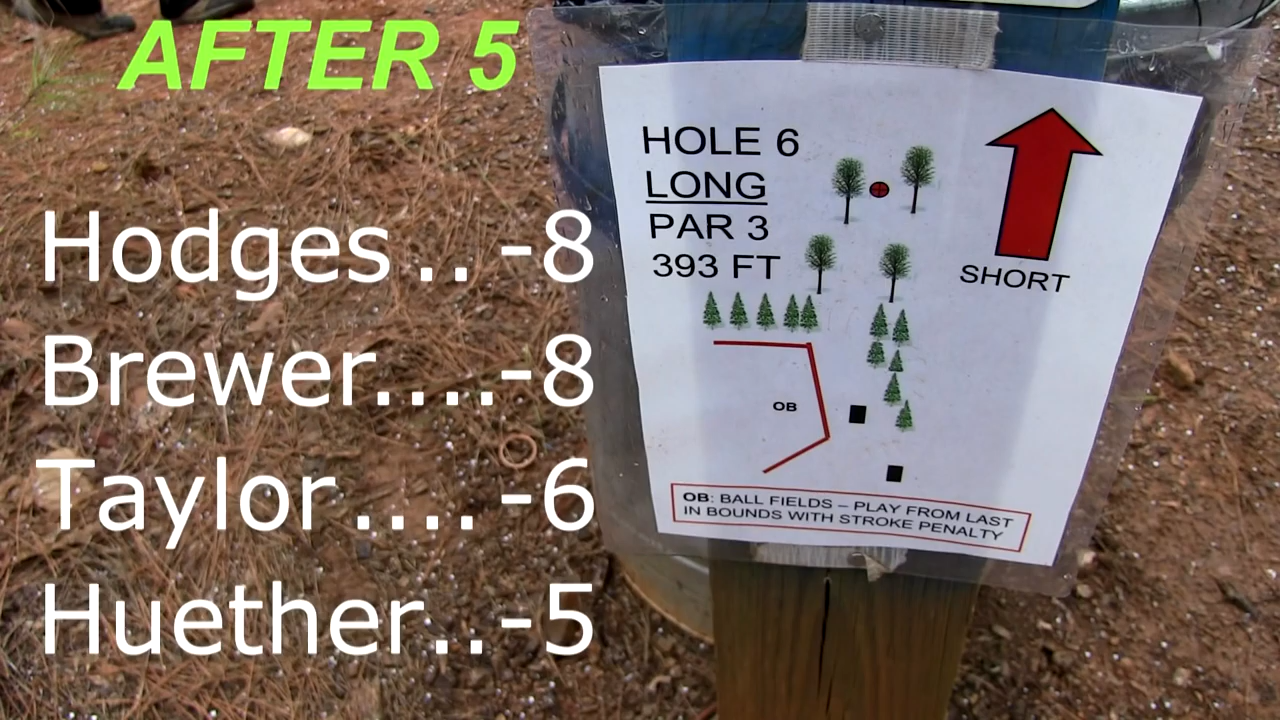 AFTER 5
Hodges . . -8
Brewer. . . . -8
Taylor . . . . -6
Huether. . -5
HOLE 6
LONG
PAR 3
393 FT
SHORT
OB
OB: BALL FIELDS – PLAY FROM LAST
IN BOUNDS WITH STROKE PENALTY